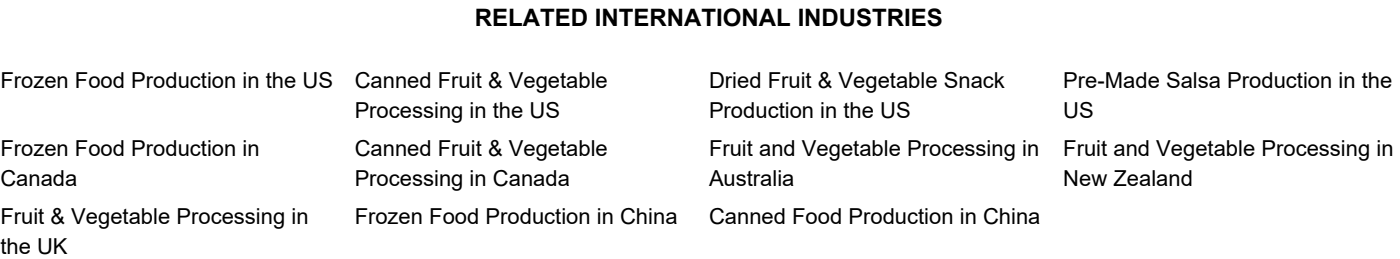 RELATED INTERNATIONAL INDUSTRIES
Frozen Food Production in the US
Canned Fruit & Vegetable
Processing in the US
Dried Fruit & Vegetable Snack
Production in the US
Pre-Made Salsa Production in the
US
Frozen Food Production in
Canada
Canned Fruit & Vegetable
Processing in Canada
Fruit and Vegetable Processing in
Australia
Fruit and Vegetable Processing in
New Zealand
Fruit & Vegetable Processing in
the UK
Frozen Food Production in China
Canned Food Production in China